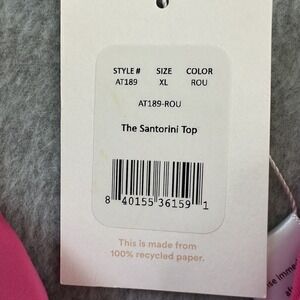 STYLE # SIZE COLOR
AT189 XL ROU
AT189-ROU
The Santorini Top
8 40155 36159 1
This is made from
100% recycled paper.